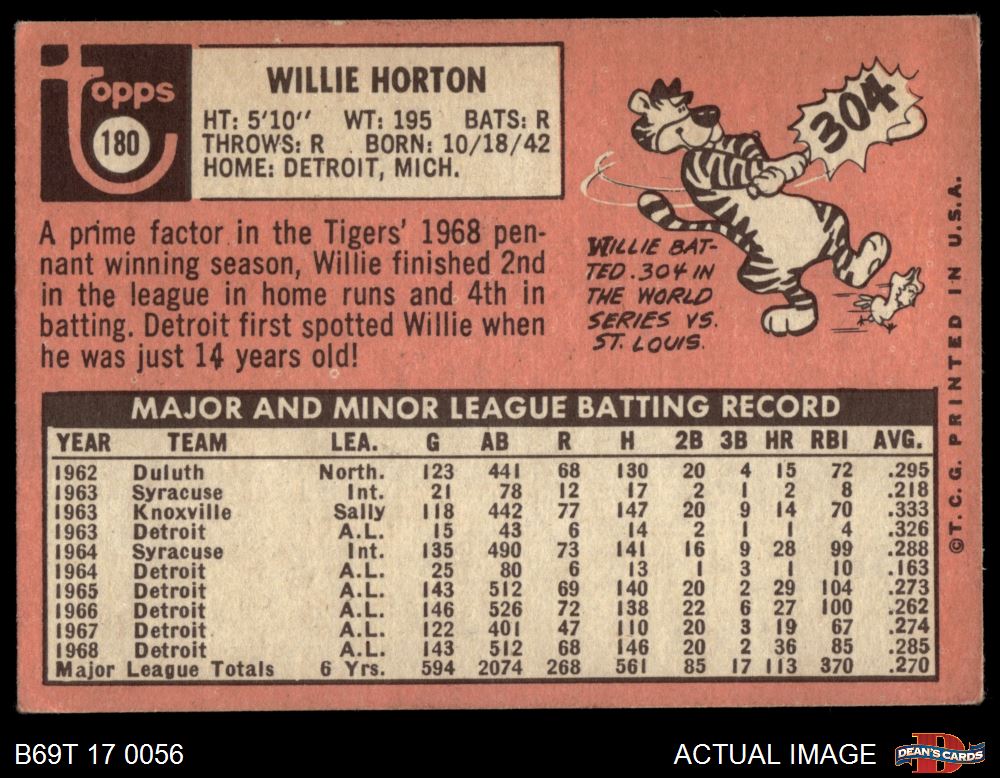 topps
180
WILLIE HORTON
HT: 5'10" WT: 195 BATS: R
THROWS: R BORN: 10/18/42
HOME: DETROIT, MICH.
A prime factor in the Tigers' 1968 pen-
nant winning season, Willie finished 2nd
in the league in home runs and 4th in
batting. Detroit first spotted Willie when
he was just 14 years old!
304
WILLIE BAT-
TED .304 IN
THE WORLD
SERIES VS.
ST. LOUIS.
©T.C.G. PRINTED IN U.S.A.
MAJOR AND MINOR LEAGUE BATTING RECORD
YEAR TEAM LEA. G AB R H 2B 3B HR RBI AVG.
1962 Duluth North. 123 441 68 130 20 4 15 72 .295
1963 Syracuse Int. 21 78 12 17 2 1 2 8 .218
1963 Knoxville Sally 118 442 77 147 20 9 14 70 .333
1963 Detroit A.L. 15 43 6 14 2 1 1 4 .326
1964 Syracuse Int. 135 490 73 141 16 9 28 99 .288
1964 Detroit A.L. 25 80 6 13 1 3 1 10 .163
1965 Detroit A.L. 143 512 69 140 20 2 29 104 .273
1966 Detroit A.L. 146 526 72 138 22 6 27 100 .262
1967 Detroit A.L. 122 401 47 110 20 3 19 67 .274
1968 Detroit A.L. 143 512 68 146 20 2 36 85 .285
Major League Totals 6 Yrs. 594 2074 268 561 85 17 113 370 .270
B69T 17 0056
ACTUAL IMAGE
DEAN'S CARDS